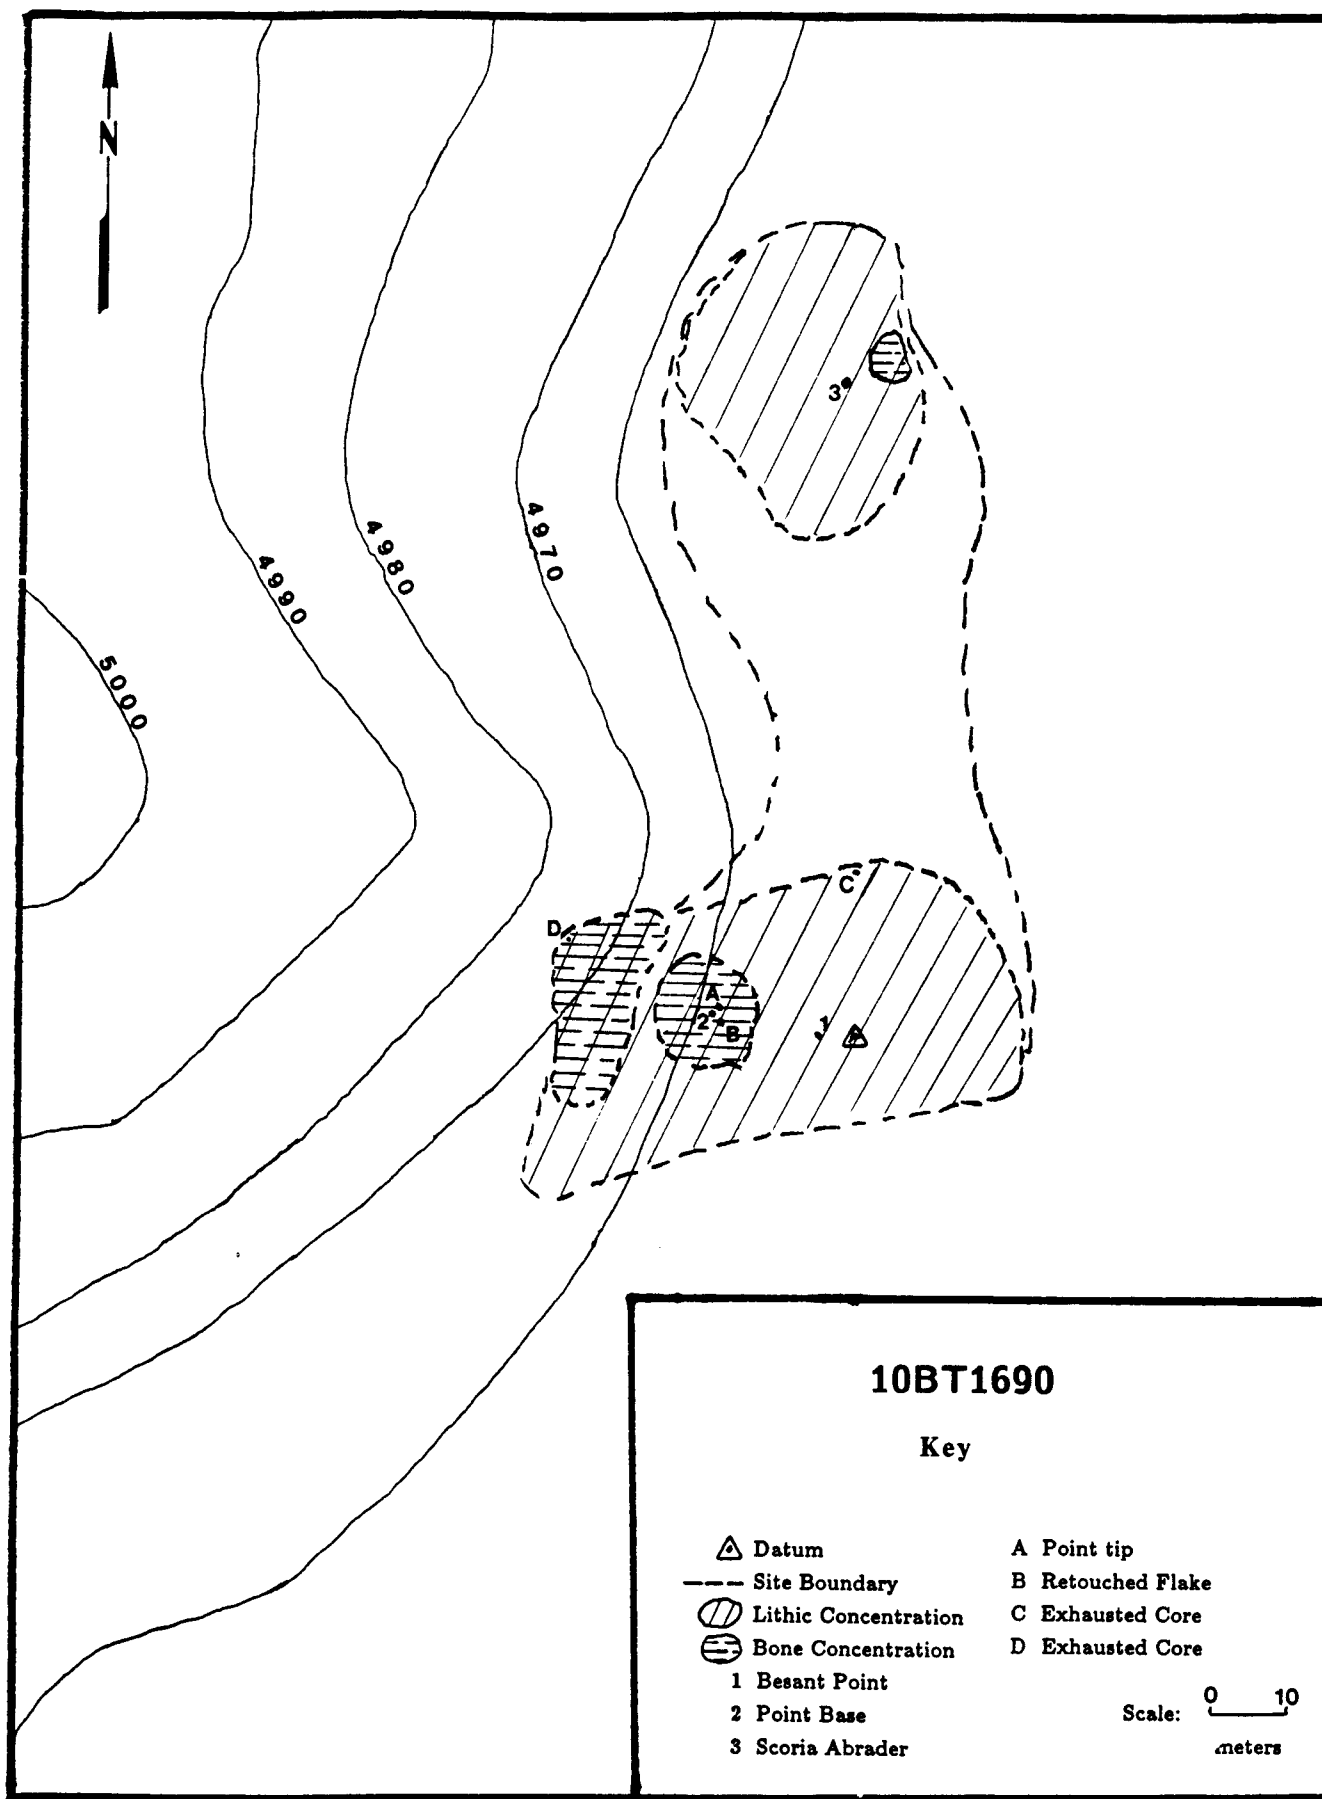 N
3
4970
4980
4990
5000
C
D
A
2
B
1
10BT1690
Key
Datum
Site Boundary
Lithic Concentration
Bone Concentration
1 Besant Point
2 Point Base
3 Scoria Abrader
A Point tip
B Retouched Flake
C Exhausted Core
D Exhausted Core
Scale: 0 10
meters